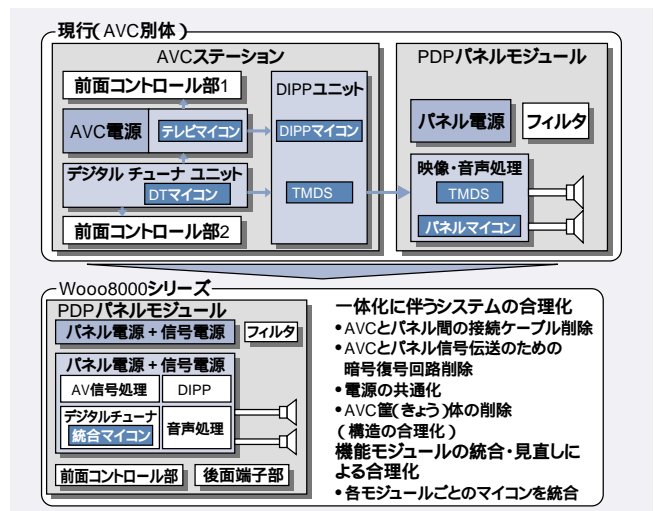 現行(AVC別体)
AVCステーション
PDPパネルモジュール
前面コントロール部1
DIPPユニット
AVC電源
テレビマイコン
DIPPマイコン
パネル電源
フィルタ
デジタル チューナ ユニット
DTマイコン
TMDS
映像・音声処理
TMDS
パネルマイコン
前面コントロール部2
Wooo8000シリーズ
PDPパネルモジュール
パネル電源+信号電源
フィルタ
パネル電源+信号電源
AV信号処理
DIPP
デジタルチューナ
統合マイコン
音声処理
前面コントロール部
後面端子部
一体化に伴うシステムの合理化
•AVCとパネル間の接続ケーブル削除
•AVCとパネル信号伝送のための
暗号復号回路削除
•電源の共通化
•AVC筐(きょう)体の削除
(構造の合理化)
機能モジュールの統合・見直しに
よる合理化
•各モジュールごとのマイコンを統合